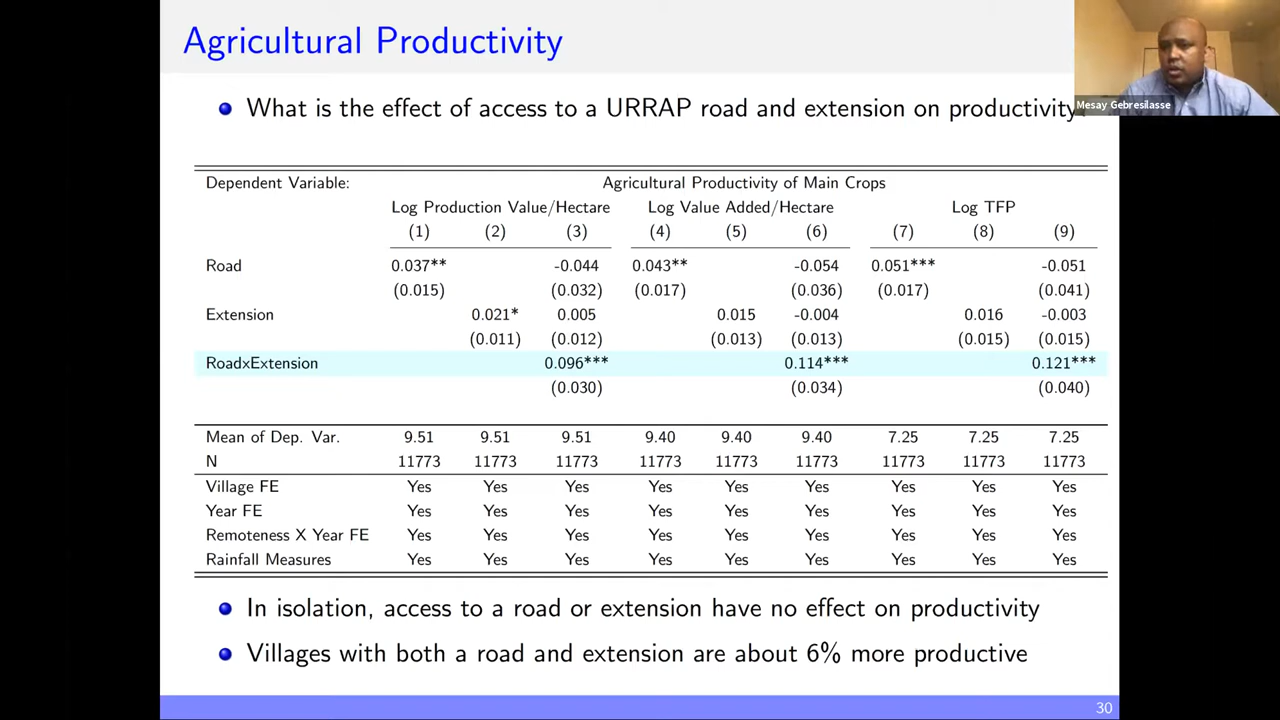 Agricultural Productivity
Mesay Gebresilasse
What is the effect of access to a URRAP road and extension on productivity
Dependent Variable: Agricultural Productivity of Main Crops
Log Production Value/Hectare Log Value Added/Hectare Log TFP
(1) (2) (3) (4) (5) (6) (7) (8) (9)
Road 0.037** -0.044 0.043** -0.054 0.051*** -0.051
(0.015) (0.032) (0.017) (0.036) (0.017) (0.041)
Extension 0.021* 0.005 0.015 -0.004 0.016 -0.003
(0.011) (0.012) (0.013) (0.013) (0.015) (0.015)
RoadxExtension 0.096*** 0.114*** 0.121***
(0.030) (0.034) (0.040)
Mean of Dep. Var. 9.51 9.51 9.51 9.40 9.40 9.40 7.25 7.25 7.25
N 11773 11773 11773 11773 11773 11773 11773 11773 11773
Village FE Yes Yes Yes Yes Yes Yes Yes Yes Yes
Year FE Yes Yes Yes Yes Yes Yes Yes Yes Yes
Remoteness X Year FE Yes Yes Yes Yes Yes Yes Yes Yes Yes
Rainfall Measures Yes Yes Yes Yes Yes Yes Yes Yes Yes
In isolation, access to a road or extension have no effect on productivity
Villages with both a road and extension are about 6% more productive
30